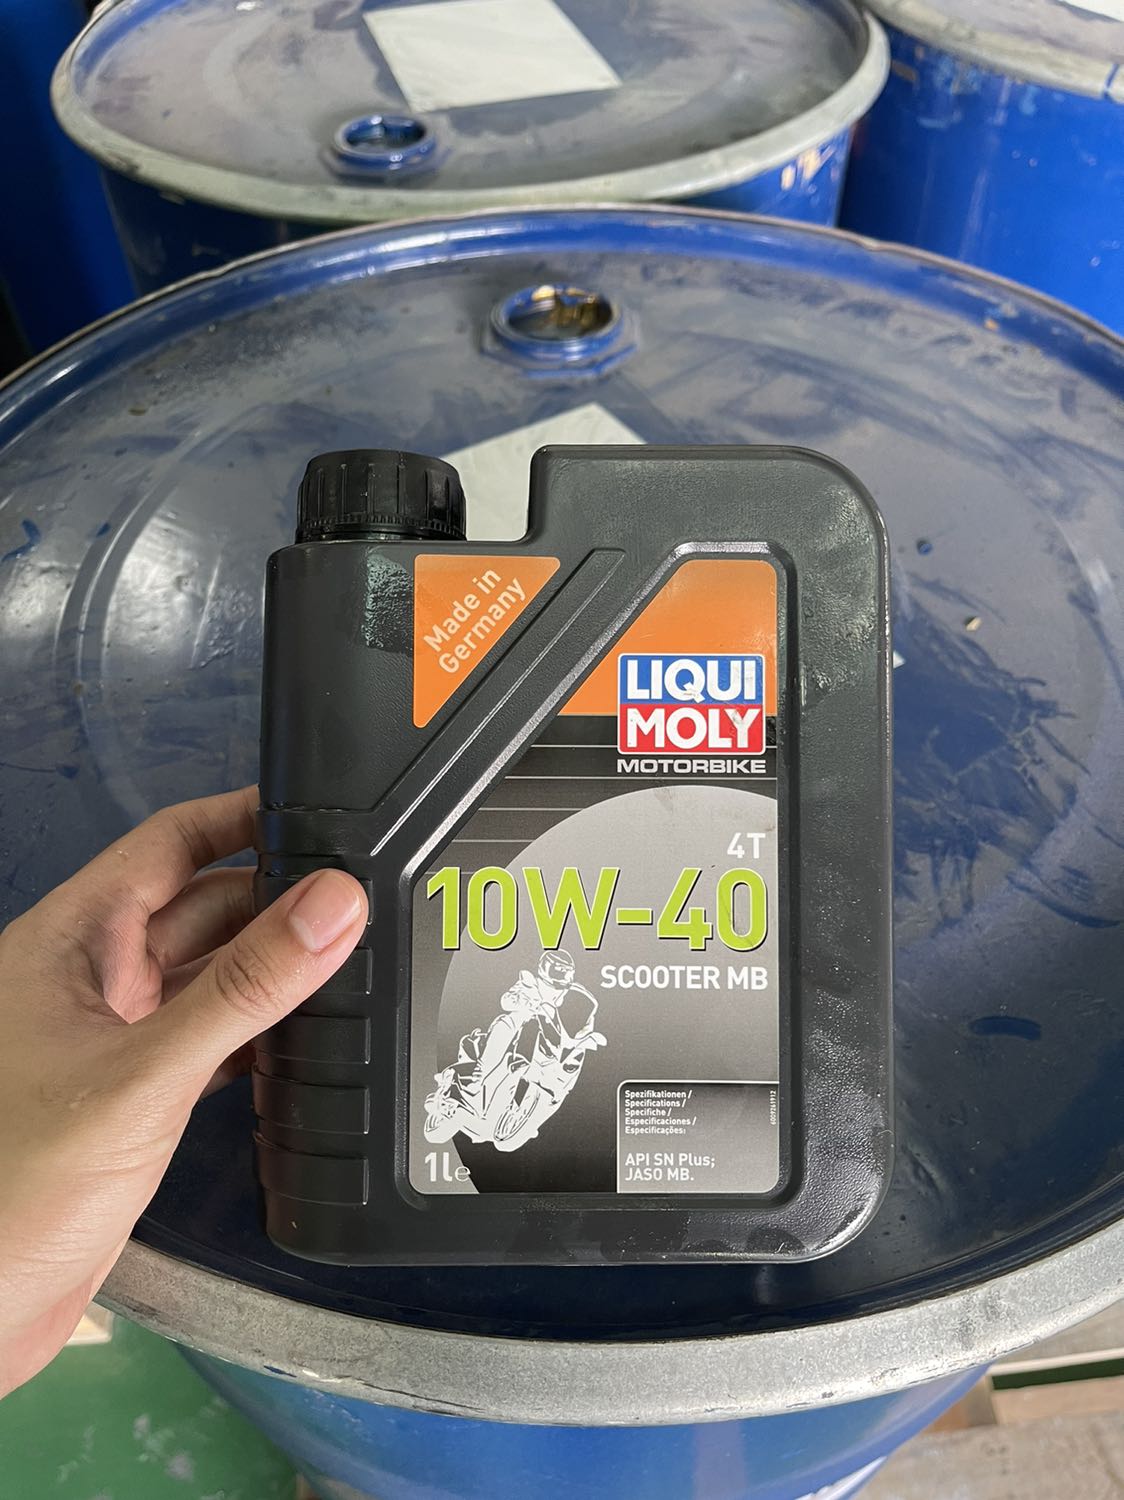 Made in
Germany
LIQUI
MOLY
MOTORBIKE
4T
10W-40
SCOOTER MB
Spezifikationen /
Specifications /
Specifiche /
Especificaciones /
Especificações:
API SN Plus;
JASO MB.
1l e